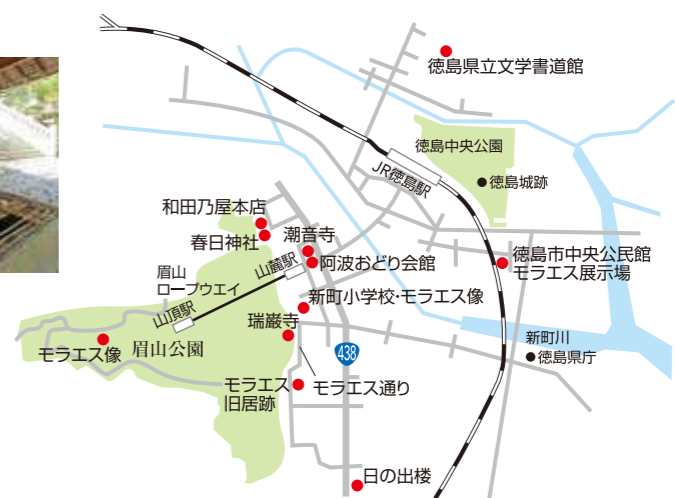 徳島県立文学書道館
徳島中央公園
JR徳島駅
徳島城跡
和田乃屋本店
潮音寺
春日神社
阿波おどり会館
徳島市中央公民館
モラエス展示場
山麓駅
眉山
ロープウエイ
新町小学校・モラエス像
山頂駅
瑞巌寺
新町川
モラエス像
眉山公園
438
徳島県庁
モラエス
旧居跡
モラエス通り
日の出楼